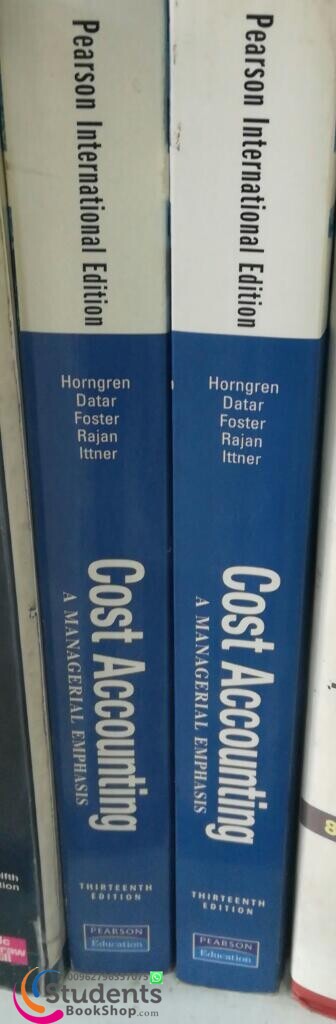 Pearson International Edition
Horngren
Datar
Foster
Rajan
Ittner
Cost Accounting
A MANAGERIAL EMPHASIS
THIRTEENTH
EDITION
PEARSON
Education
Pearson International Edition
Horngren
Datar
Foster
Rajan
Ittner
Cost Accounting
A MANAGERIAL EMPHASIS
THIRTEENTH
EDITION
PEARSON
Education
8
Students
BookShop.com